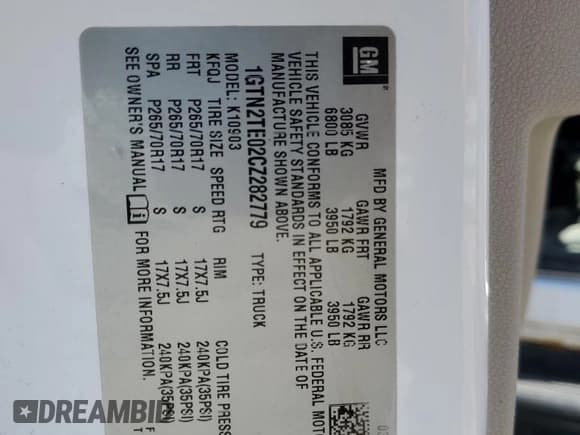 GM
MFD BY GENERAL MOTORS LLC 03
GVWR GAWR FRT GAWR RR
3085 KG 1792 KG 1792 KG
6800 LB 3950 LB 3950 LB
THIS VEHICLE CONFORMS TO ALL APPLICABLE U.S. FEDERAL
VEHICLE SAFETY STANDARDS IN EFFECT ON THE DATE OF
MANUFACTURE SHOWN ABOVE.
1GTN2TE02CZ282779 TYPE: TRUCK
MODEL: K10903
KFQJ TIRE SIZE SPEED RTG RIM COLD TIRE
FRT P265/70R17 S 17X7.5J 240KPA(35PSI)
RR P265/70R17 S 17X7.5J 240KPA(35PSI)
SPA P265/70R17 S 17X7.5J 240KPA(35PSI)
SEE OWNER'S MANUAL i FOR MORE INFORMATION.
DREAMBID